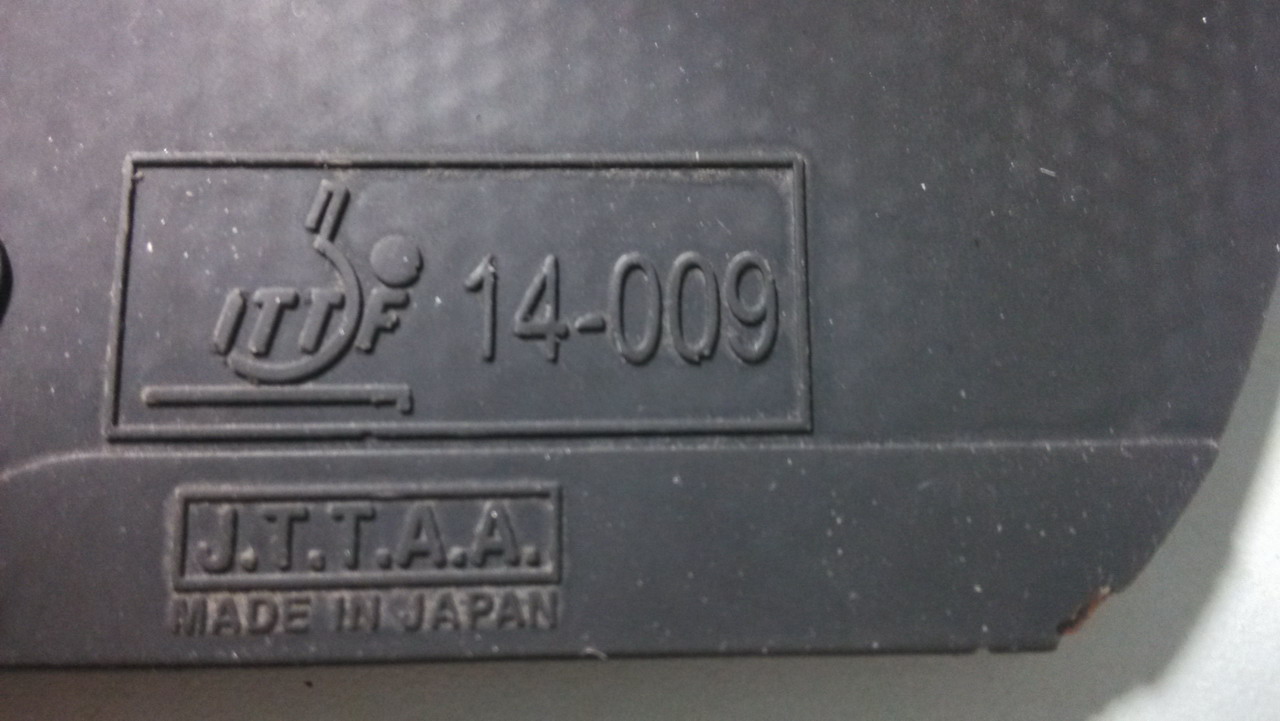 ITTF 14-009
J.T.T.A.A.
MADE IN JAPAN